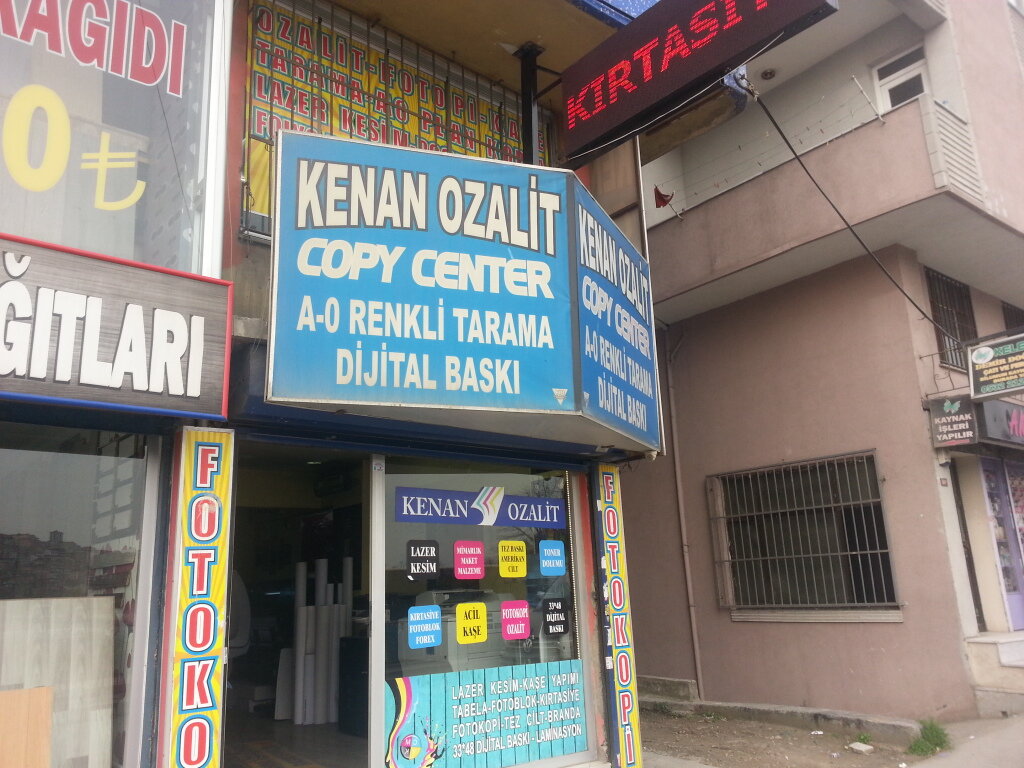 RAGIDI
0₺
ĞITLARI
OZALİT-FOTOKOPİ-KAŞE
TARAMA-A0 PLAN-
LAZER KESİM-
KIRTASİY
KENAN OZALİT
COPY CENTER
A-0 RENKLİ TARAMA
DİJİTAL BASKI
KENAN OZALİT
COPY CENTER
A-0 RENKLİ TARAMA
DİJİTAL BASKI
FOTOKO
FOTOKOPİ
KENAN OZALİT
LAZER
KESİM
MİMARLIK
MAKET
MALZEME
TEZ BASKI
AMERİKAN
CİLT
TONER
DOLUMU
KIRTASİYE
FOTOBLOK
FOREX
ACİL
KAŞE
FOTOKOPİ
OZALİT
33*48
DİJİTAL
BASKI
LAZER KESİM-KAŞE YAPIMI
TABELA-FOTOBLOK-KIRTASİYE
FOTOKOPİ-TEZ CİLT-BRANDA
33*48 DİJİTAL BASKI - LAMİNASYON
KAYNAK
İŞLERİ
YAPILIR